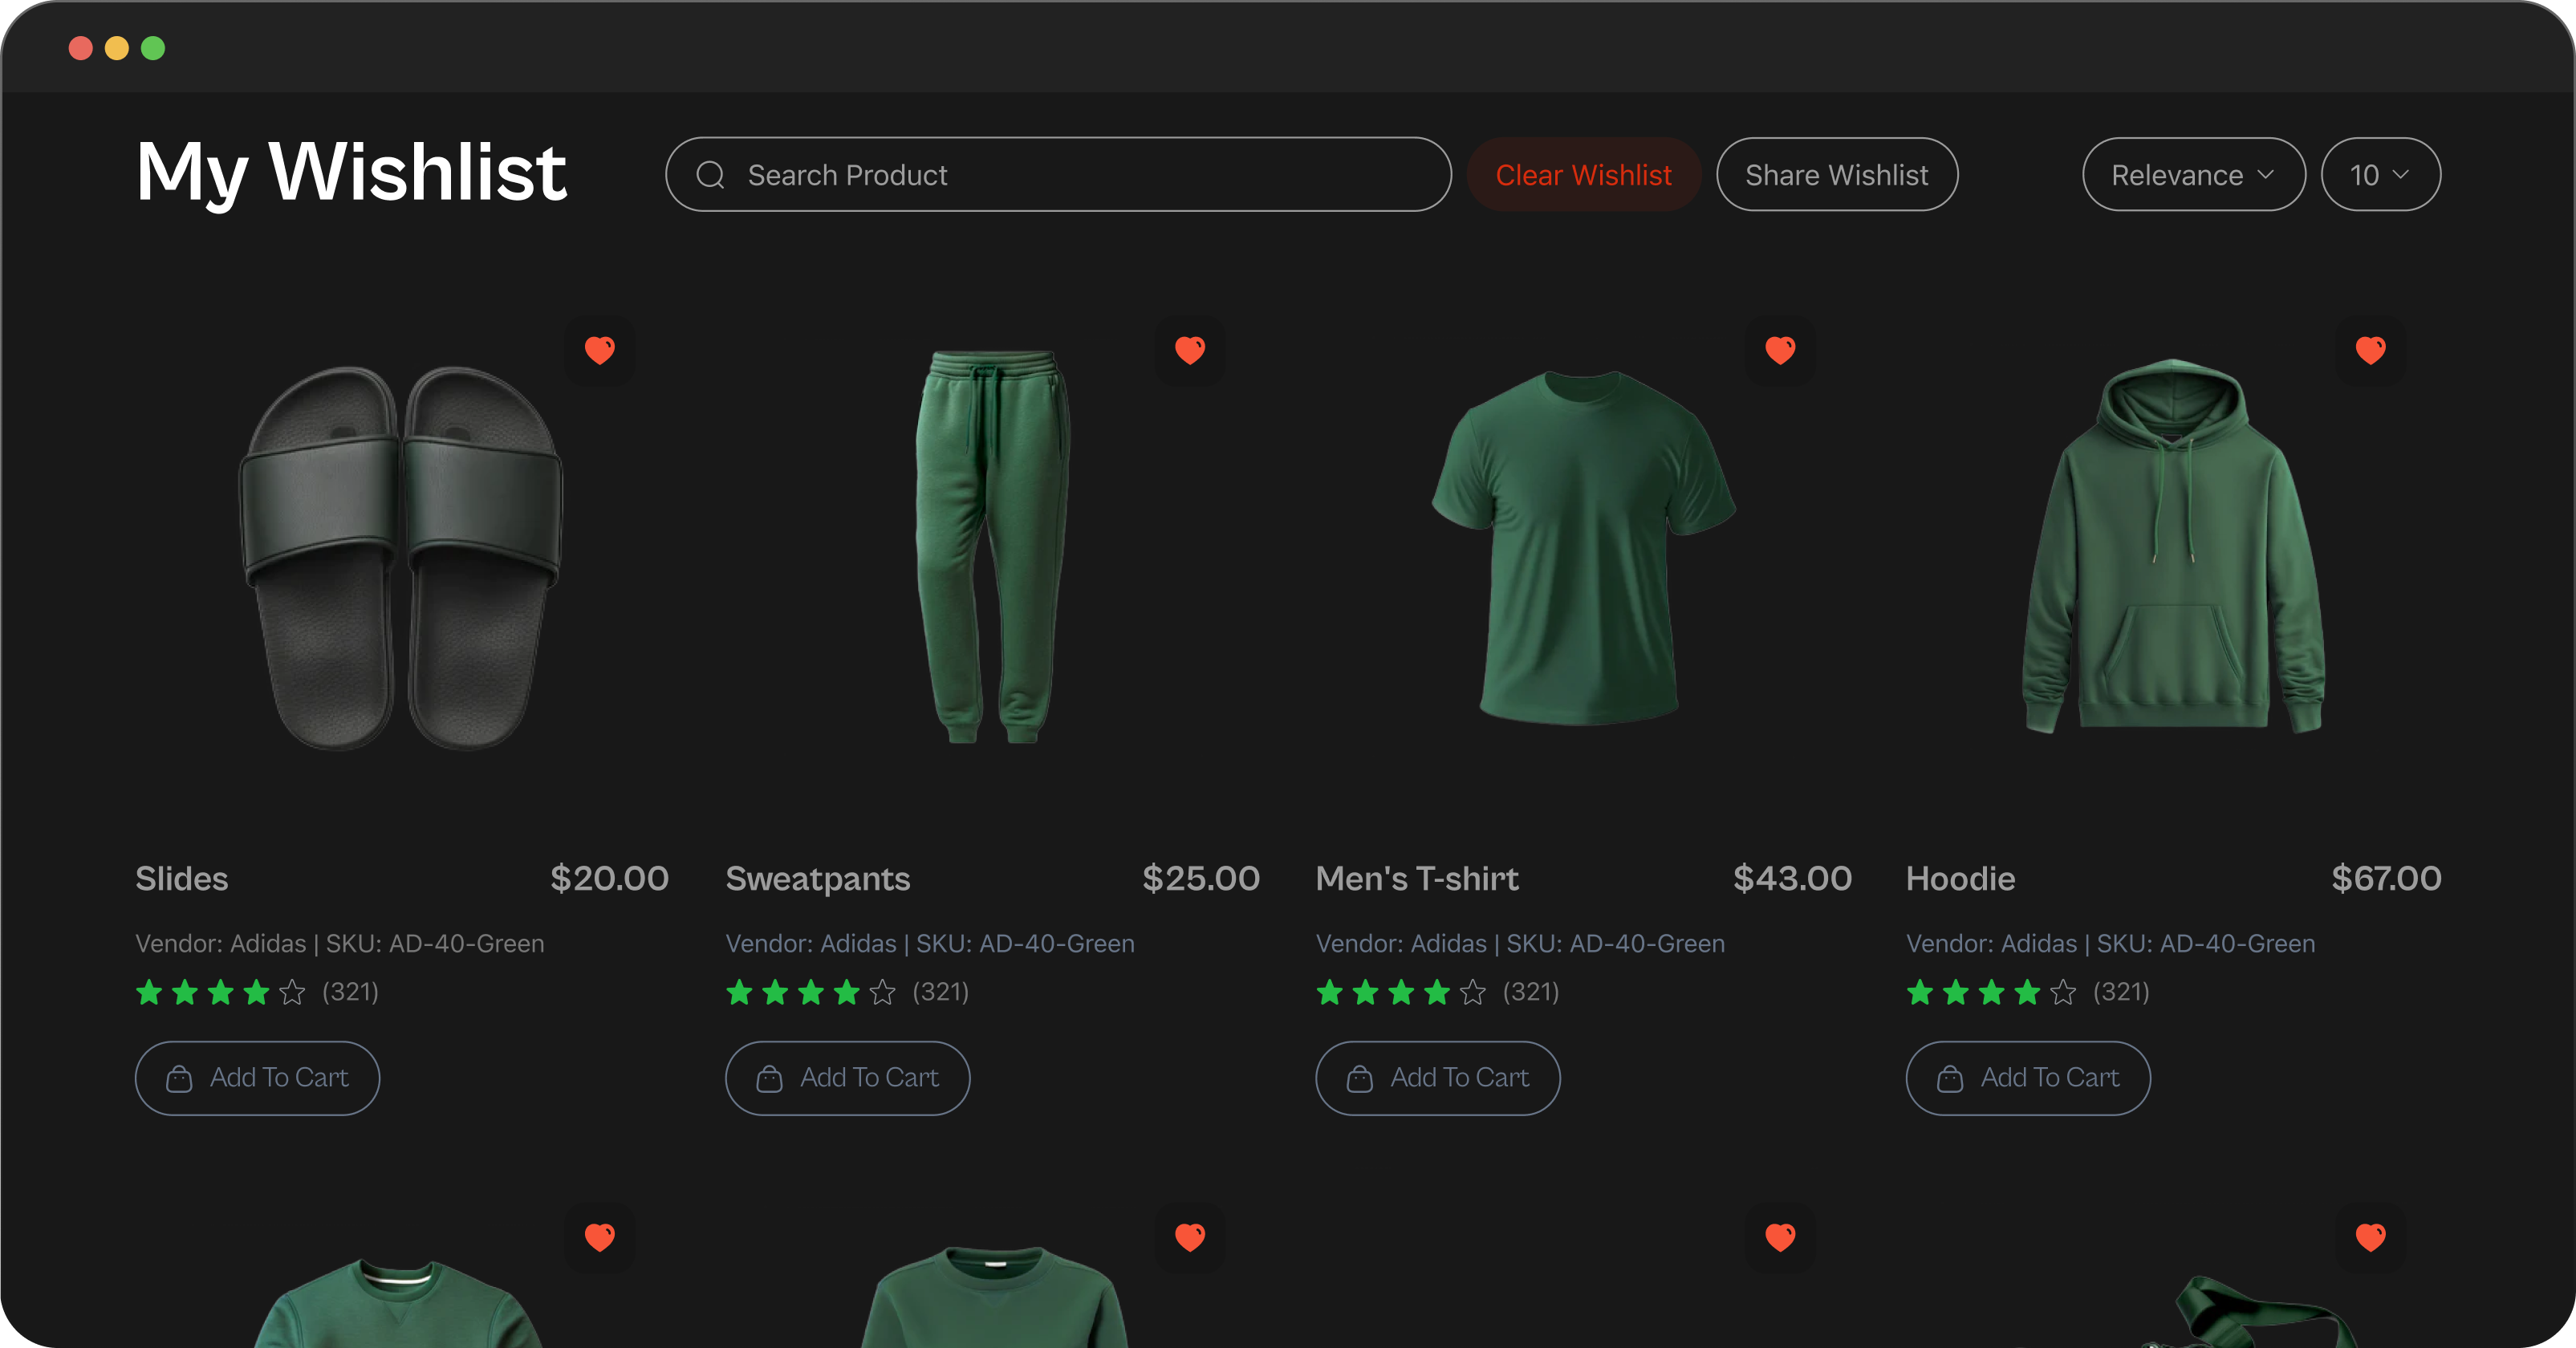 My Wishlist
Search Product
Clear Wishlist
Share Wishlist
Relevance
10
Slides $20.00
Vendor: Adidas | SKU: AD-40-Green
(321)
Add To Cart
Sweatpants $25.00
Vendor: Adidas | SKU: AD-40-Green
(321)
Add To Cart
Men's T-shirt $43.00
Vendor: Adidas | SKU: AD-40-Green
(321)
Add To Cart
Hoodie $67.00
Vendor: Adidas | SKU: AD-40-Green
(321)
Add To Cart